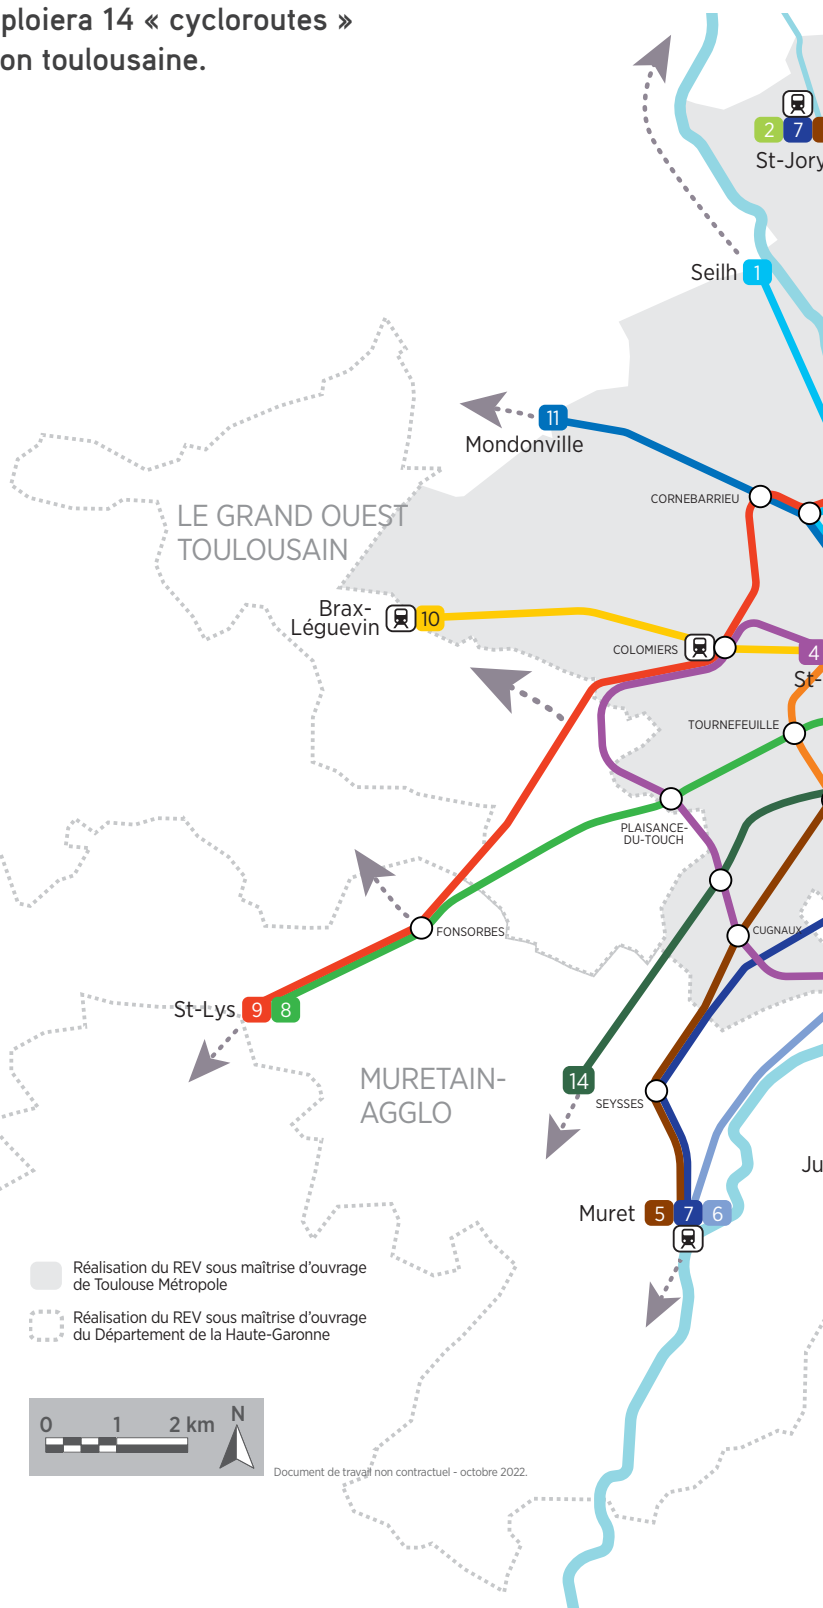 ploiera 14 « cycloroutes »
on toulousaine.
2 7
St-Jory
Seilh 1
11
Mondonville
CORNEBARRIEU
LE GRAND OUEST
TOULOUSAIN
Brax-
Léguevin 10
COLOMIERS
4
St-
TOURNEFEUILLE
PLAISANCE-
DU-TOUCH
FONSORBES
CUGNAUX
St-Lys 9 8
MURETAIN-
AGGLO
14
SEYSSES
Ju
Muret 5 7 6
Réalisation du REV sous maîtrise d'ouvrage
de Toulouse Métropole
Réalisation du REV sous maîtrise d'ouvrage
du Département de la Haute-Garonne
0 1 2 km N
Document de travail non contractuel - octobre 2022.